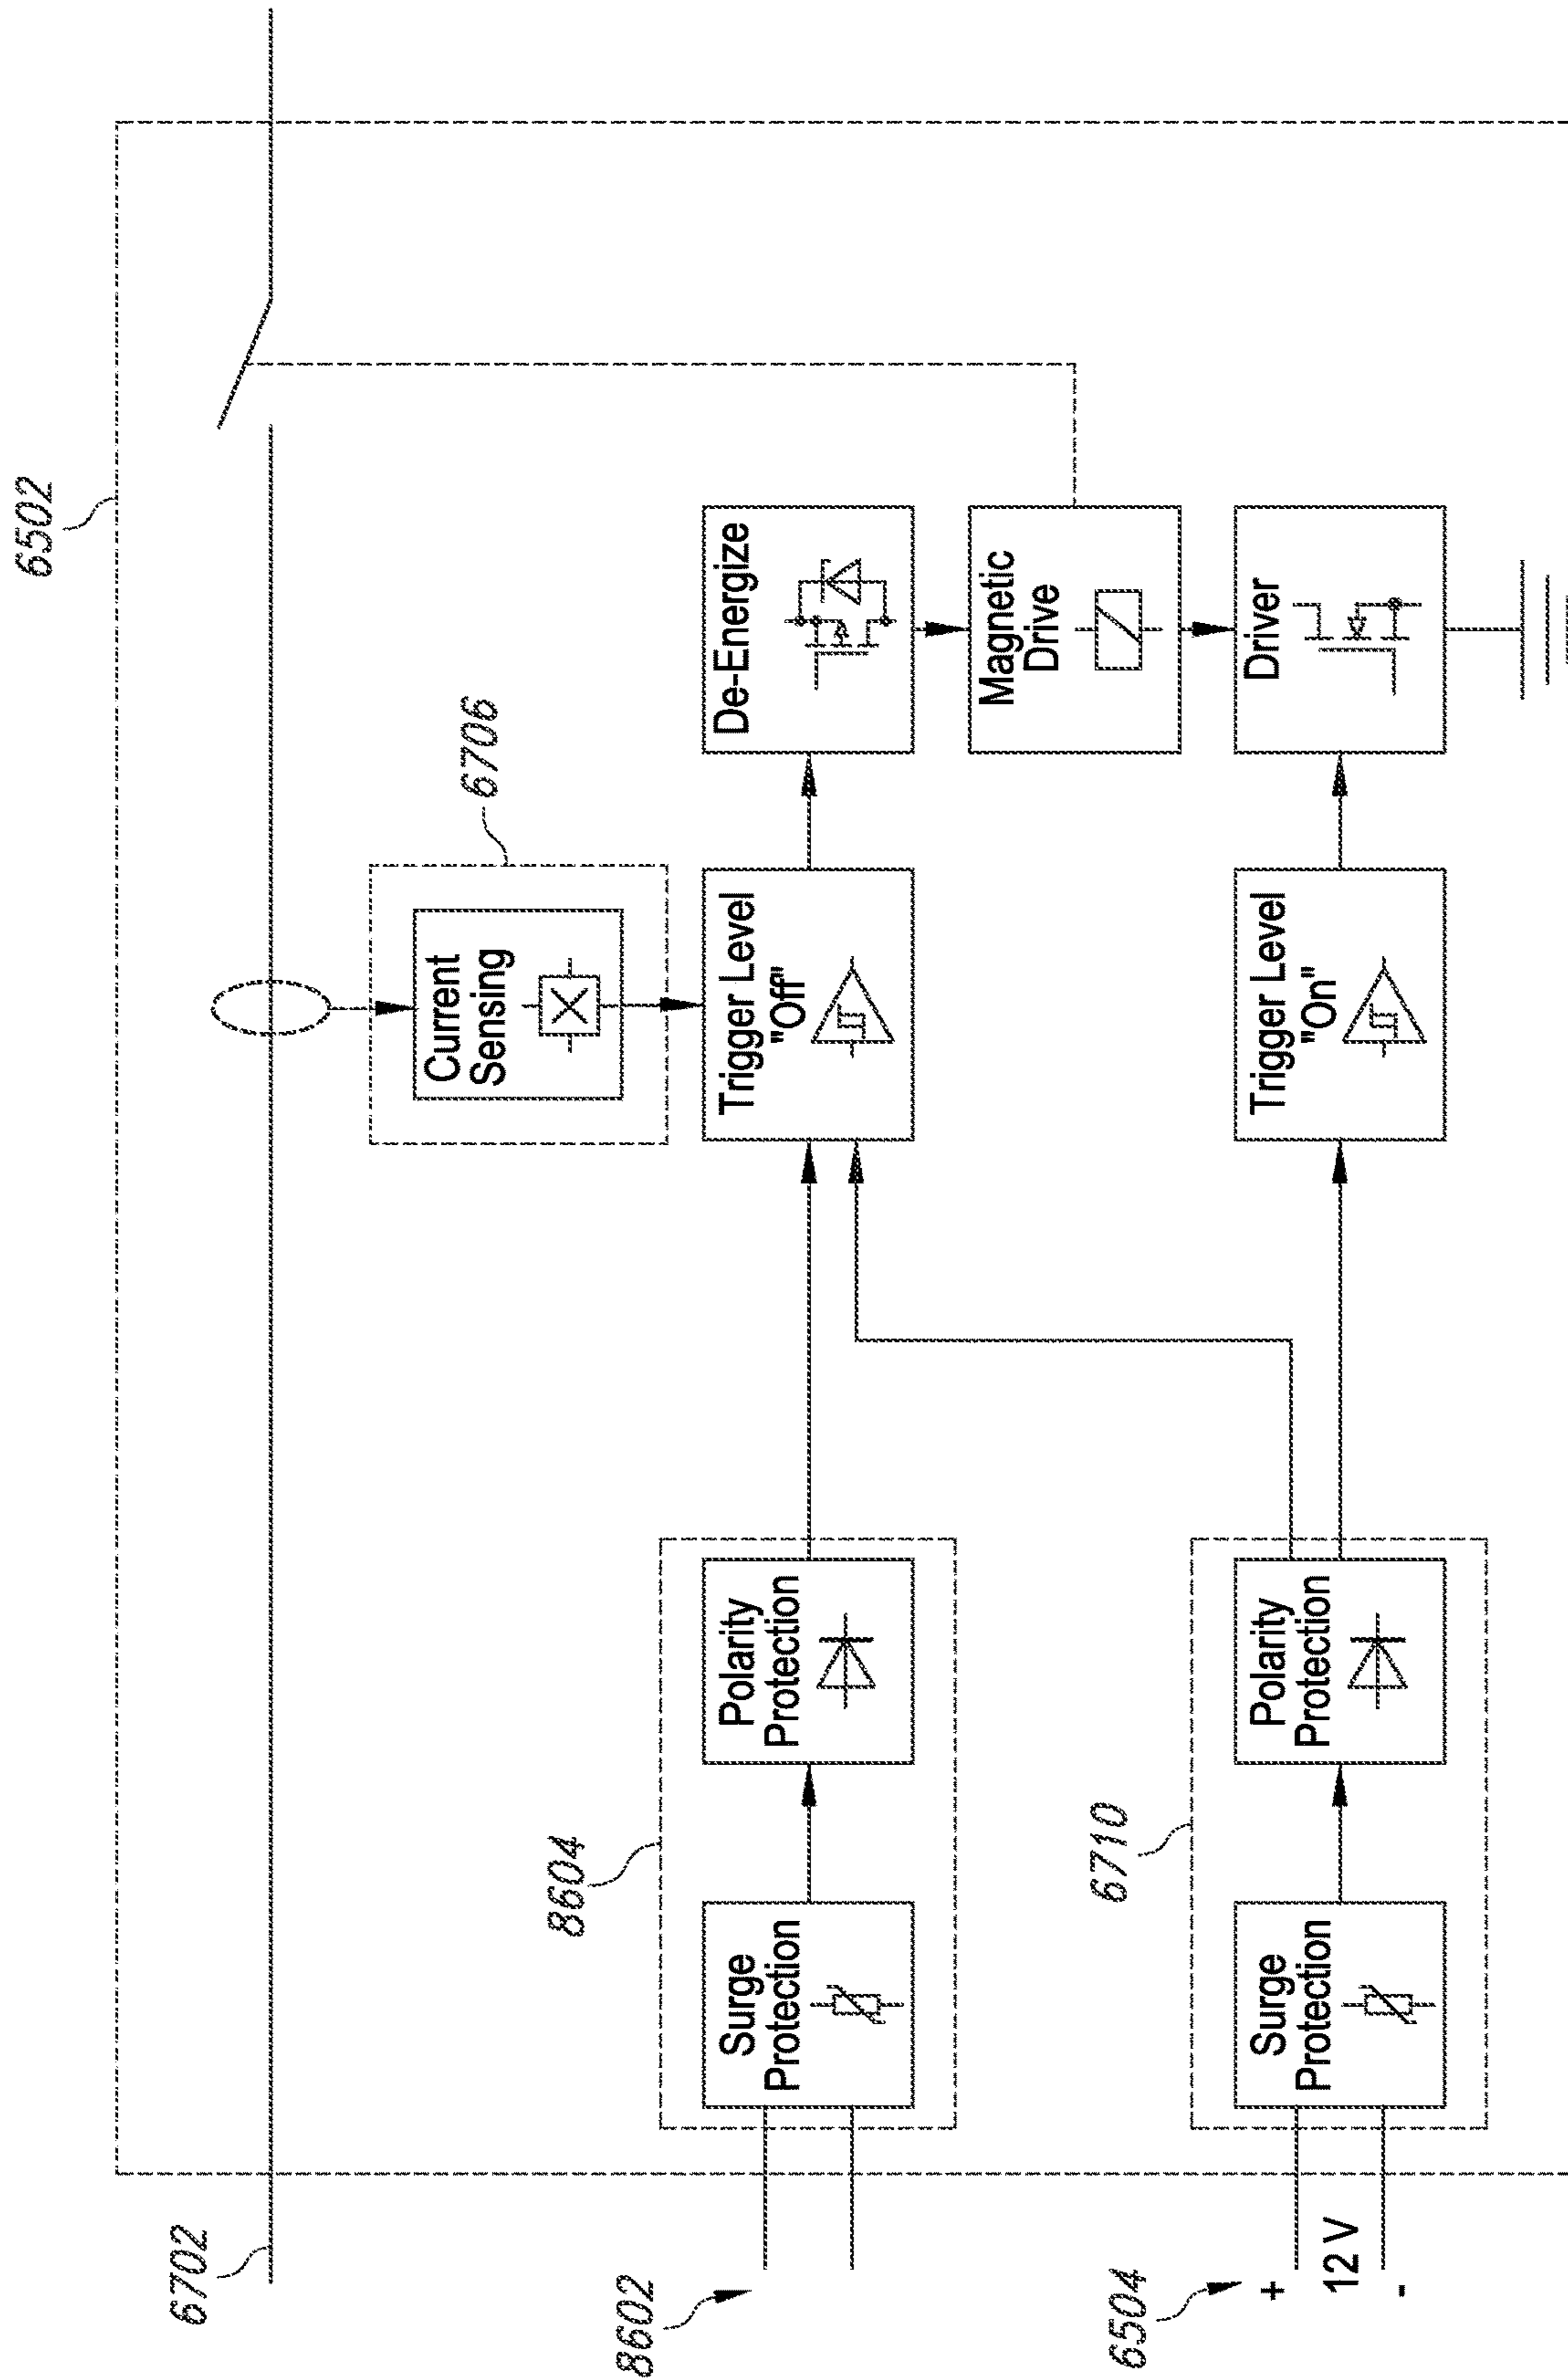 6502
6702
6706
Current
Sensing
De-Energize
Trigger Level
"Off"
8604
Surge
Protection
Polarity
Protection
8602
Magnetic
Drive
6710
Surge
Protection
Polarity
Protection
Trigger Level
"On"
Driver
6504
+
12 V
-